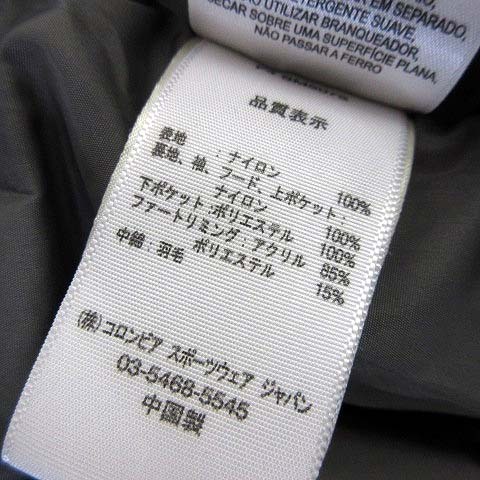 EM SEPARADO,
DETERGENTE SUAVE,
UTILIZAR BRANQUEADOR,
SECAR SOBRE UMA SUPERFÍCIE PLANA,
NÃO PASSAR A FERRO
品質表示
表地 : ナイロン 100%
裏地、袖、フード、上ポケット:
ナイロン 100%
下ポケット:ポリエステル 100%
ファートリミング:アクリル 85%
ポリエステル 15%
中綿 :羽毛
(株)コロンビア スポーツウェア ジャパン
03-5468-5545
中国製